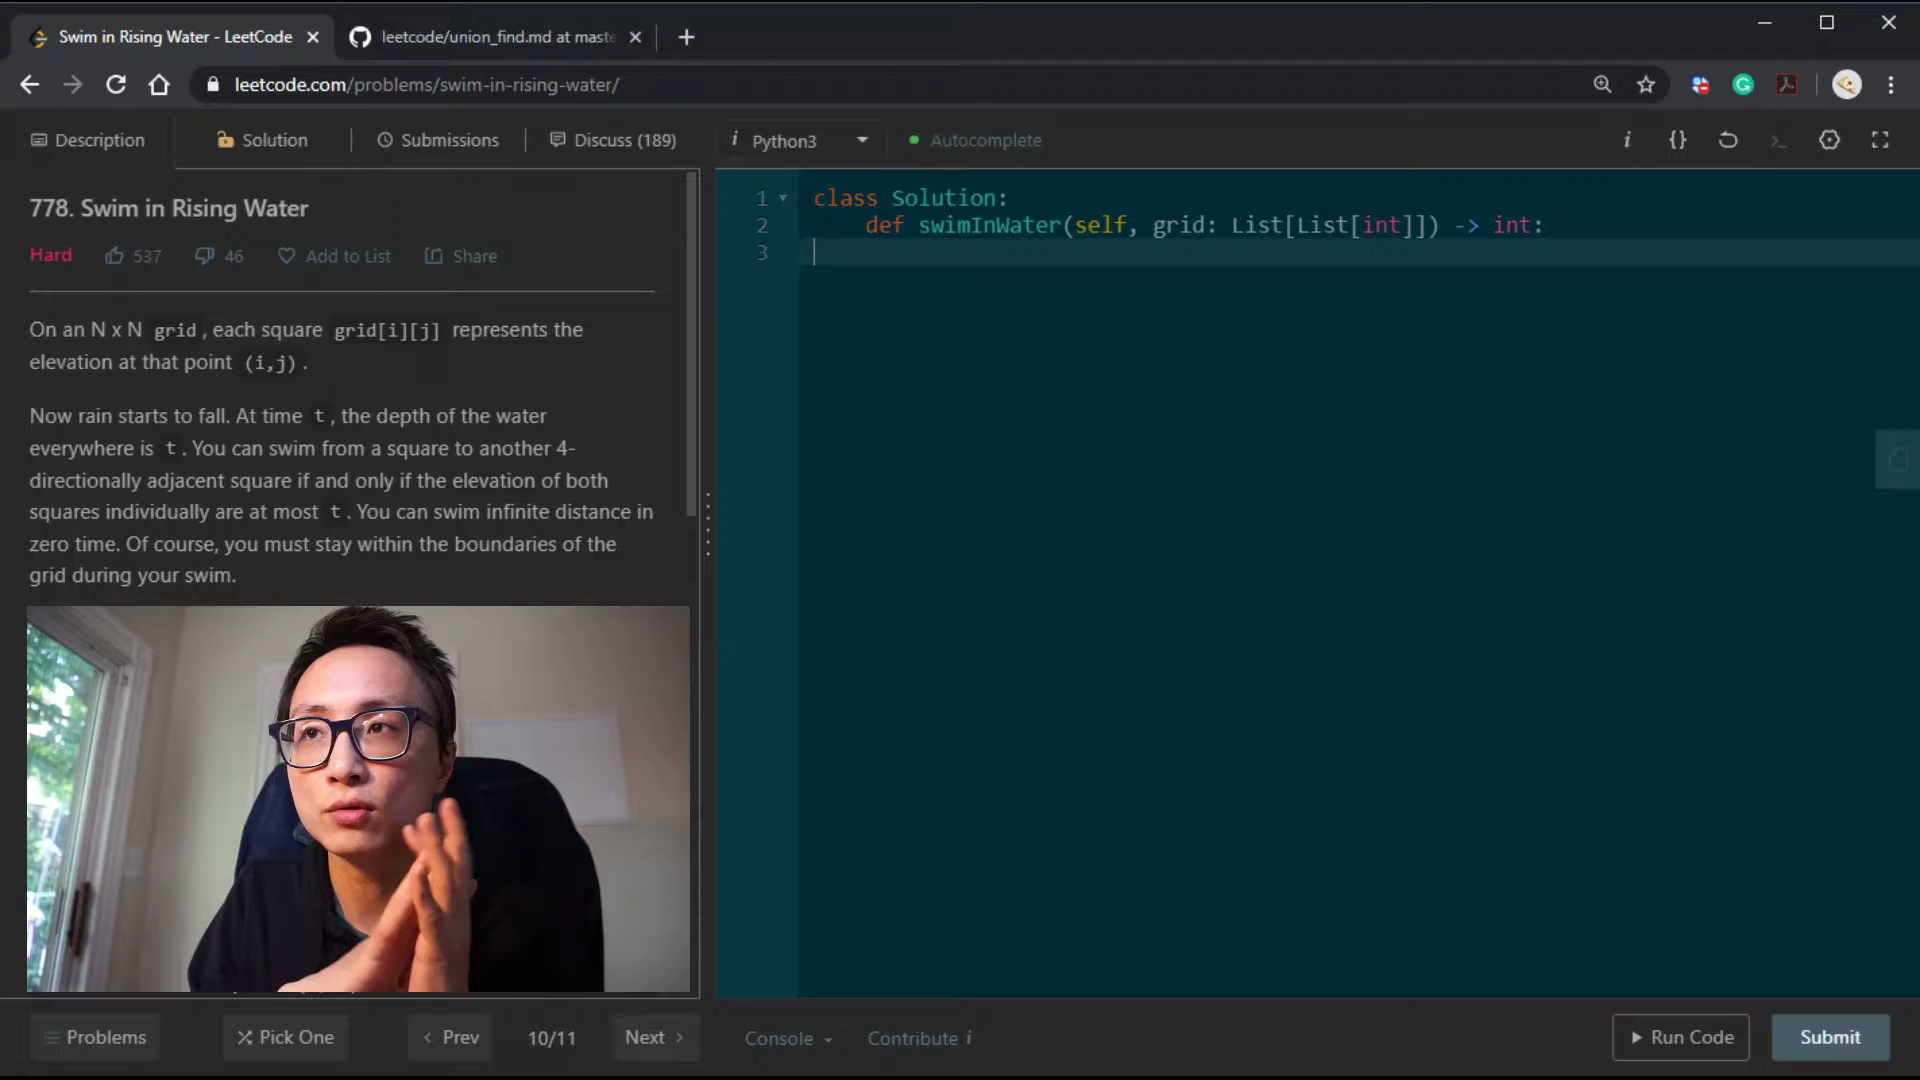 Swim in Rising Water - LeetCode
leetcode/union_find.md at maste
leetcode.com/problems/swim-in-rising-water/
Description
Solution
Submissions
Discuss (189)
i Python3
Autocomplete
i {}
778. Swim in Rising Water
Hard 537 46 Add to List Share
On an N x N grid, each square grid[i][j] represents the
elevation at that point (i,j).
Now rain starts to fall. At time t, the depth of the water
everywhere is t. You can swim from a square to another 4-
directionally adjacent square if and only if the elevation of both
squares individually are at most t. You can swim infinite distance in
zero time. Of course, you must stay within the boundaries of the
grid during your swim.
1 class Solution:
2 def swimInWater(self, grid: List[List[int]]) -> int:
3
Problems
Pick One
< Prev
10/11
Next >
Console
Contribute i
Run Code
Submit